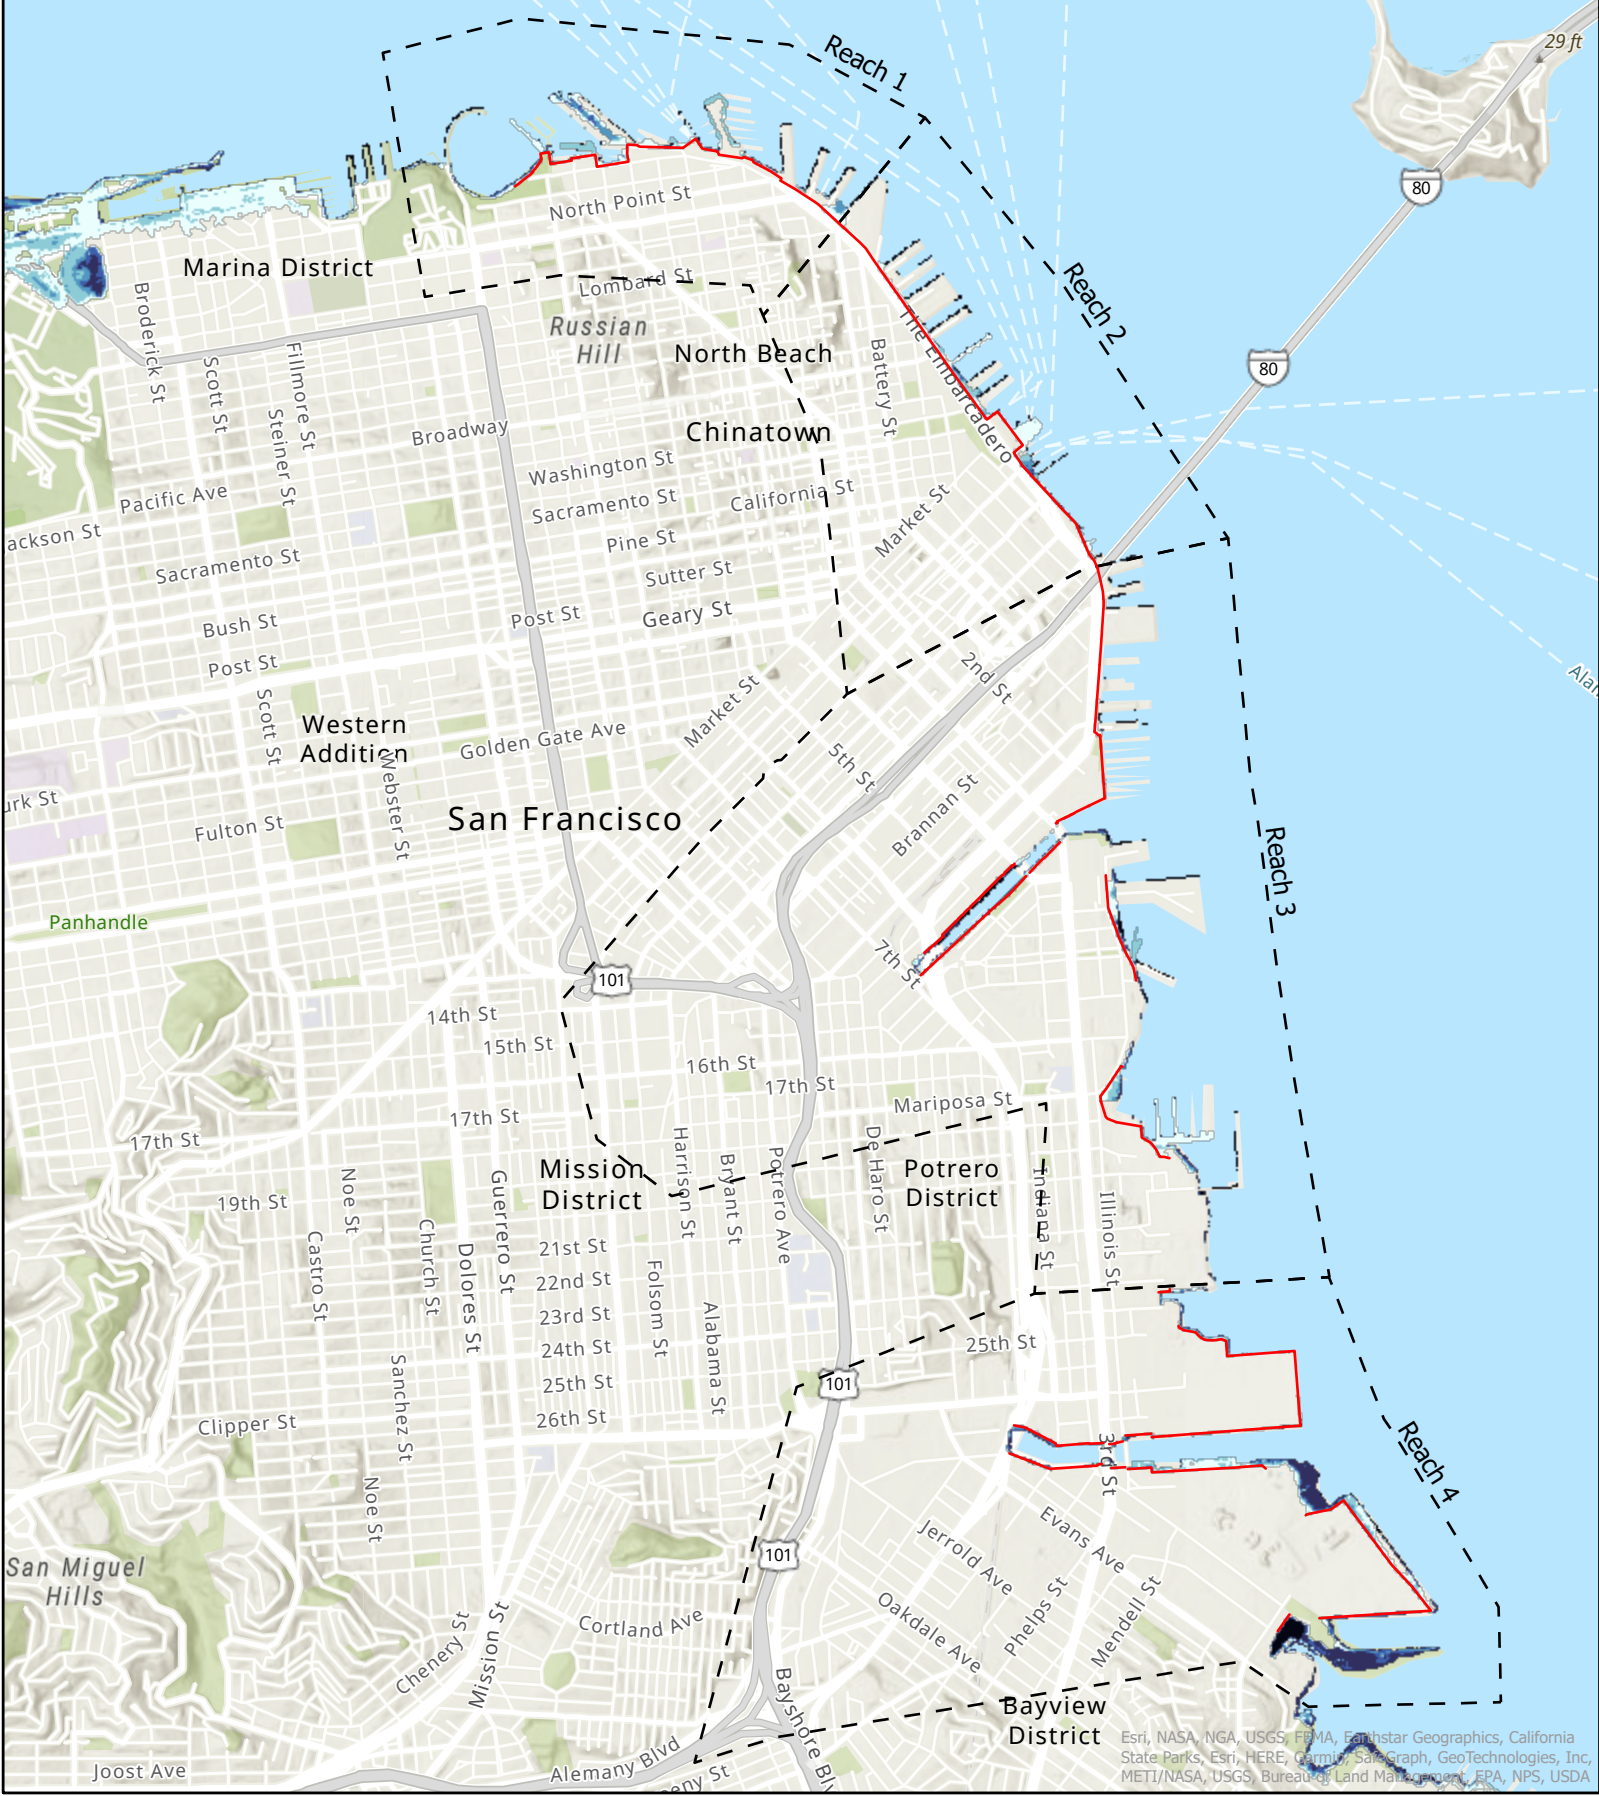 29 ft
Reach 1
80
North Point St
Marina District
Lombard St
Reach 2
Broderick St
Russian
Hill
North Beach
The Embarcadero
Battery St
80
Scott St
Fillmore St
Steiner St
Broadway
Chinatown
Washington St
Pacific Ave
Sacramento St
California St
Market St
ackson St
Pine St
Sacramento St
Sutter St
Bush St
Post St
Geary St
Post St
2nd St
Alam
Scott St
Western
Addition
Market St
Golden Gate Ave
Webster St
5th St
urk St
Fulton St
San Francisco
Brannan St
Reach 3
Panhandle
7th St
101
14th St
15th St
16th St
17th St
Mariposa St
17th St
17th St
Mission
District
Harrison St
Bryant St
Potrero Ave
De Haro St
Potrero
District
Indiana St
Illinois St
19th St
Noe St
Guerrero St
Castro St
Church St
Dolores St
21st St
22nd St
23rd St
24th St
25th St
26th St
Folsom St
Alabama St
25th St
101
Clipper St
Sanchez St
3rd St
Reach 4
Noe St
Evans Ave
Jerrold Ave
101
San Miguel
Hills
Cortland Ave
Oakdale Ave
Phelps St
Mendell St
Chenery St
Mission St
Bayshore Blv
Bayview
District
Joost Ave
Alemany Blvd
eny St
Esri, NASA, NGA, USGS, FEMA, Earthstar Geographics, California
State Parks, Esri, HERE, Garmin, SafeGraph, GeoTechnologies, Inc,
METI/NASA, USGS, Bureau of Land Management, EPA, NPS, USDA